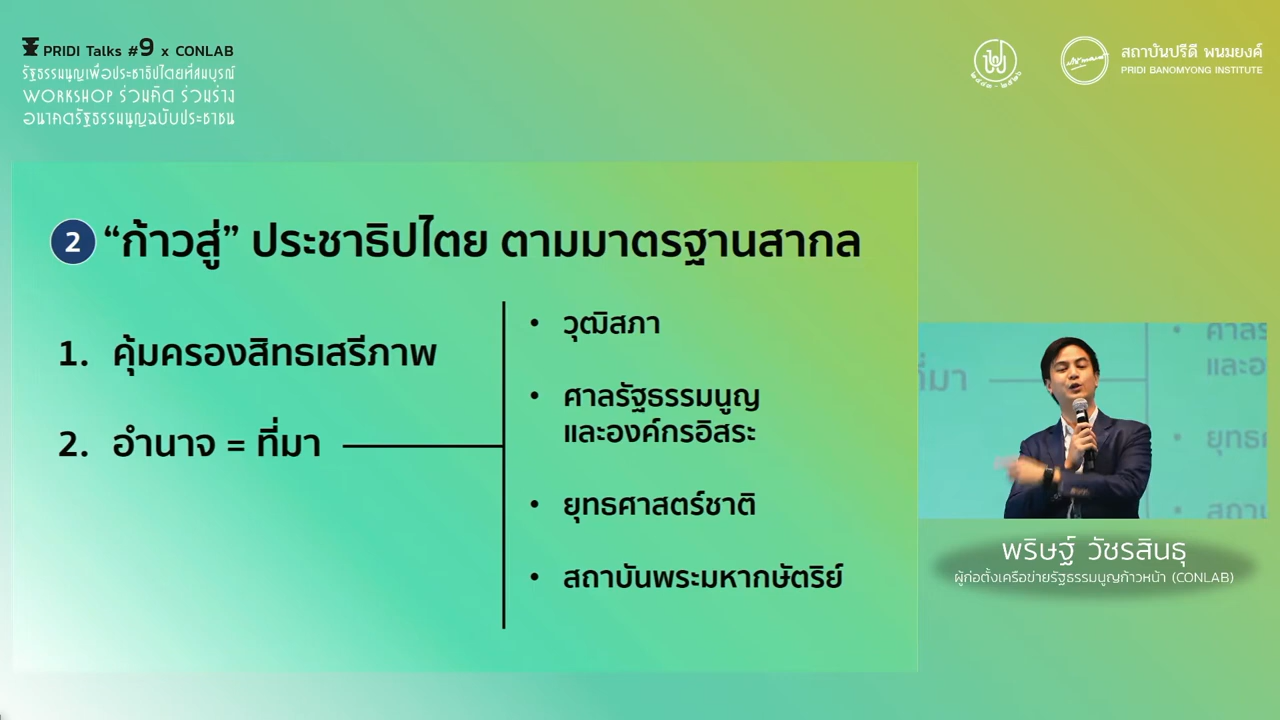 PRIDI Talks #9 x CONLAB
รัฐธรรมนูญเพื่อประชาธิปไตยที่สมบูรณ์
WORKSHOP ร่วมคิด ร่วมร่าง
อนาคตรัฐธรรมนูญฉบับประชาชน
๒๔๔๓ - ๒๕๒๖
สถาบันปรีดี พนมยงค์
PRIDI BANOMYONG INSTITUTE
2 “ก้าวสู่” ประชาธิปไตย ตามมาตรฐานสากล
1. คุ้มครองสิทธเสรีภาพ
2. อำนาจ = ที่มา
• วุฒิสภา
• ศาลรัฐธรรมนูญ
และองค์กรอิสระ
• ยุทธศาสตร์ชาติ
• สถาบันพระมหากษัตริย์
ที่มา
พริษฐ์ วัชรสินธุ
ผู้ก่อตั้งเครือข่ายรัฐธรรมนูญก้าวหน้า (CONLAB)